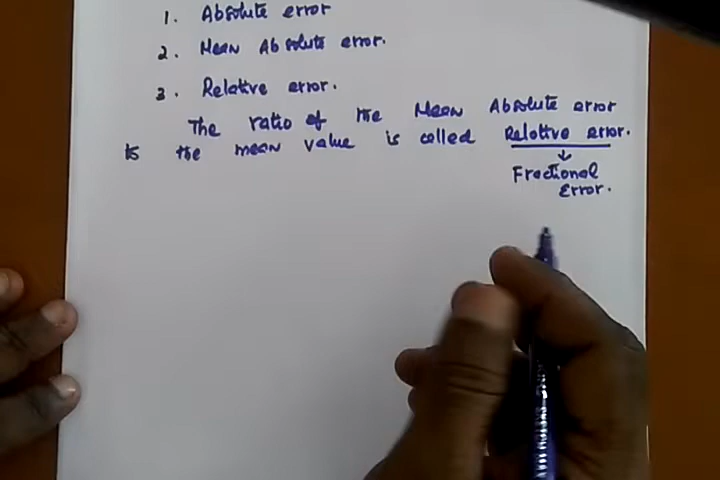 1. Absolute error
2. Mean Absolute error.
3. Relative error.
The ratio of the Mean Absolute error
to the mean value is called Relative error.
↓
Fractional
Error.